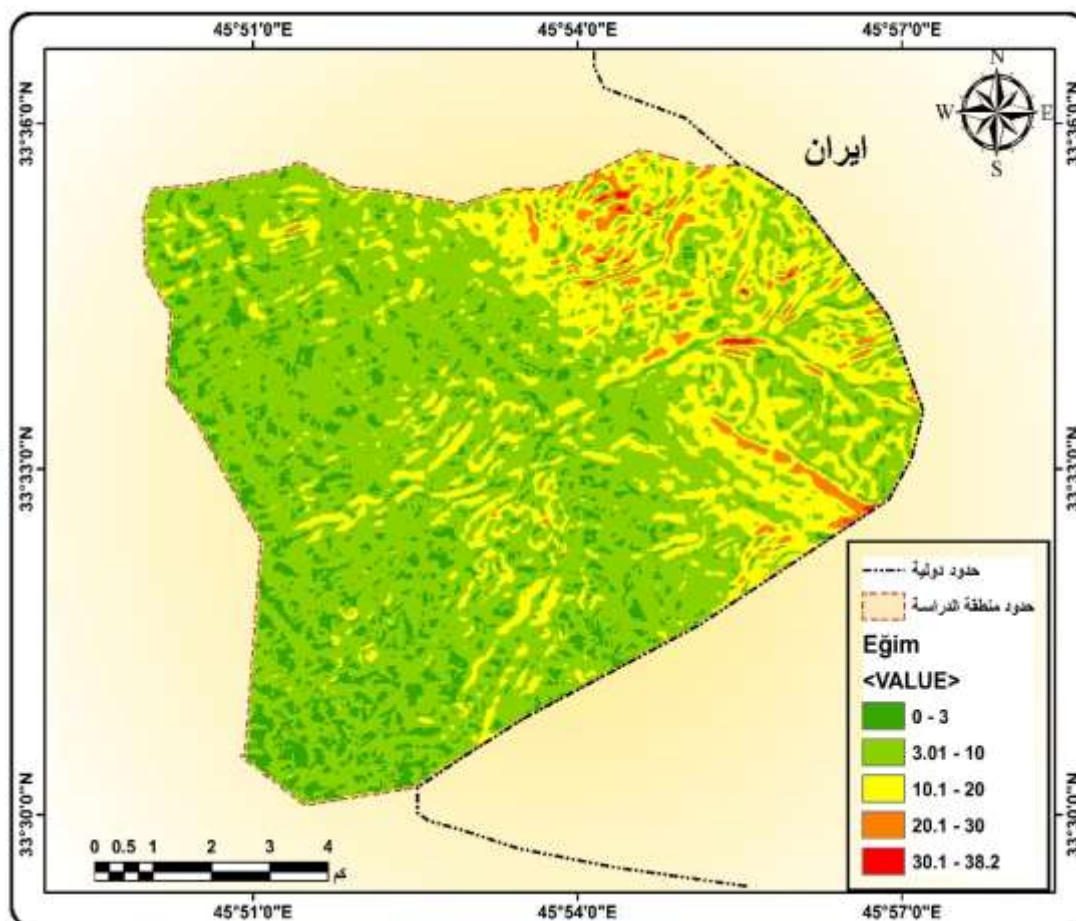 45°51'0"E 45°54'0"E 45°57'0"E
N
W E
S
33°36'0"N 33°36'0"N
ايران
33°33'0"N 33°33'0"N
حدود دولية
حدود منطقة الدراسة
Eğim
<VALUE>
0 - 3
3.01 - 10
10.1 - 20
20.1 - 30
30.1 - 38.2
33°30'0"N 33°30'0"N
0 0.5 1 2 3 4
كم
45°51'0"E 45°54'0"E 45°57'0"E